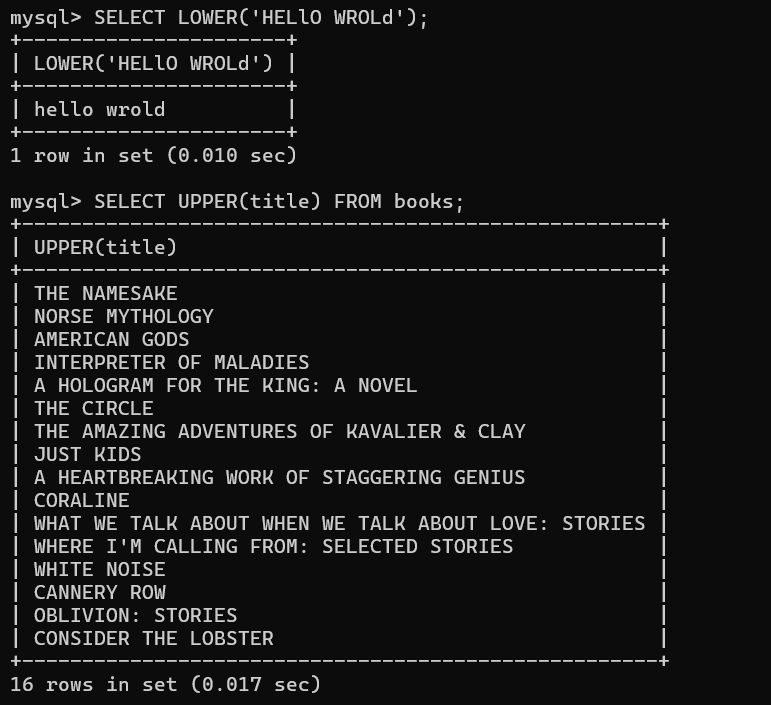 mysql> SELECT LOWER('HELlO WROLd');
+----------------------+
| LOWER('HELlO WROLd') |
+----------------------+
| hello wrold          |
+----------------------+
1 row in set (0.010 sec)

mysql> SELECT UPPER(title) FROM books;
+-----------------------------------------------------+
| UPPER(title)                                        |
+-----------------------------------------------------+
| THE NAMESAKE                                        |
| NORSE MYTHOLOGY                                     |
| AMERICAN GODS                                       |
| INTERPRETER OF MALADIES                             |
| A HOLOGRAM FOR THE KING: A NOVEL                    |
| THE CIRCLE                                          |
| THE AMAZING ADVENTURES OF KAVALIER & CLAY           |
| JUST KIDS                                           |
| A HEARTBREAKING WORK OF STAGGERING GENIUS           |
| CORALINE                                            |
| WHAT WE TALK ABOUT WHEN WE TALK ABOUT LOVE: STORIES |
| WHERE I'M CALLING FROM: SELECTED STORIES            |
| WHITE NOISE                                         |
| CANNERY ROW                                         |
| OBLIVION: STORIES                                   |
| CONSIDER THE LOBSTER                                |
+-----------------------------------------------------+
16 rows in set (0.017 sec)